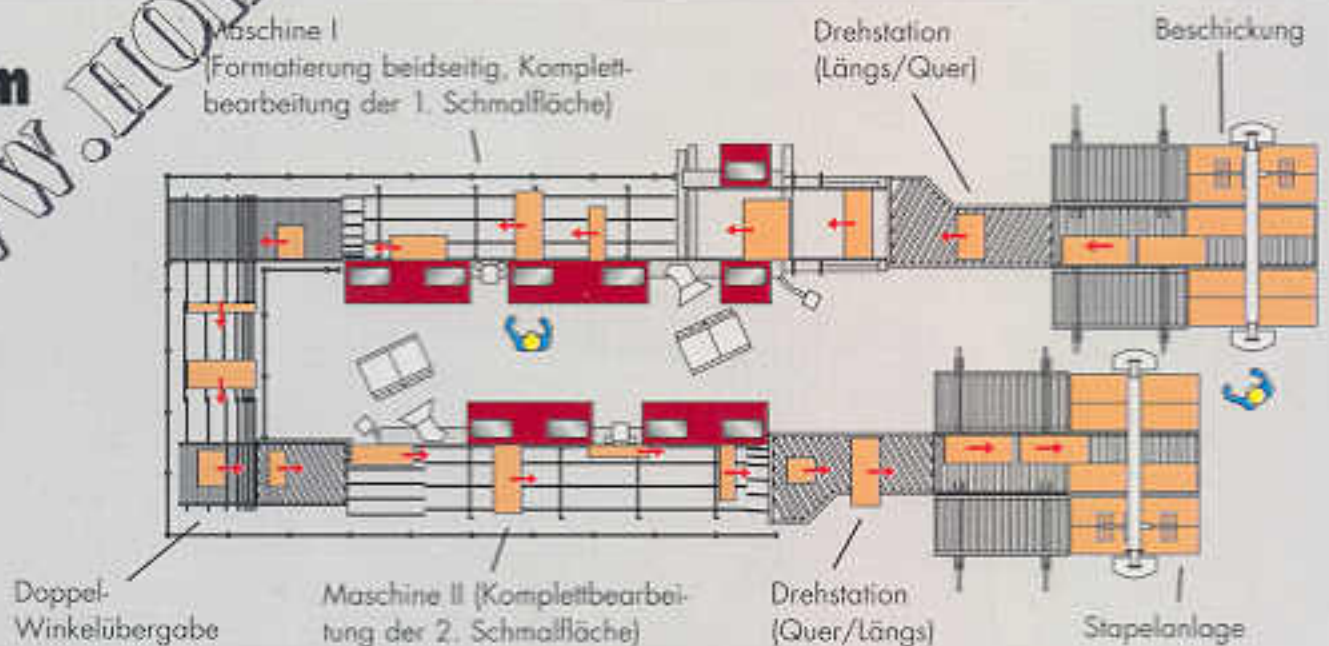 Maschine I
(Formatierung beidseitig, Komplett-
bearbeitung der 1. Schmalfläche)
Drehstation
(Längs/Quer)
Beschickung
Doppel-
Winkelübergabe
Maschine II (Komplettbearbei-
tung der 2. Schmalfläche)
Drehstation
(Quer/Längs)
Stapelanlage